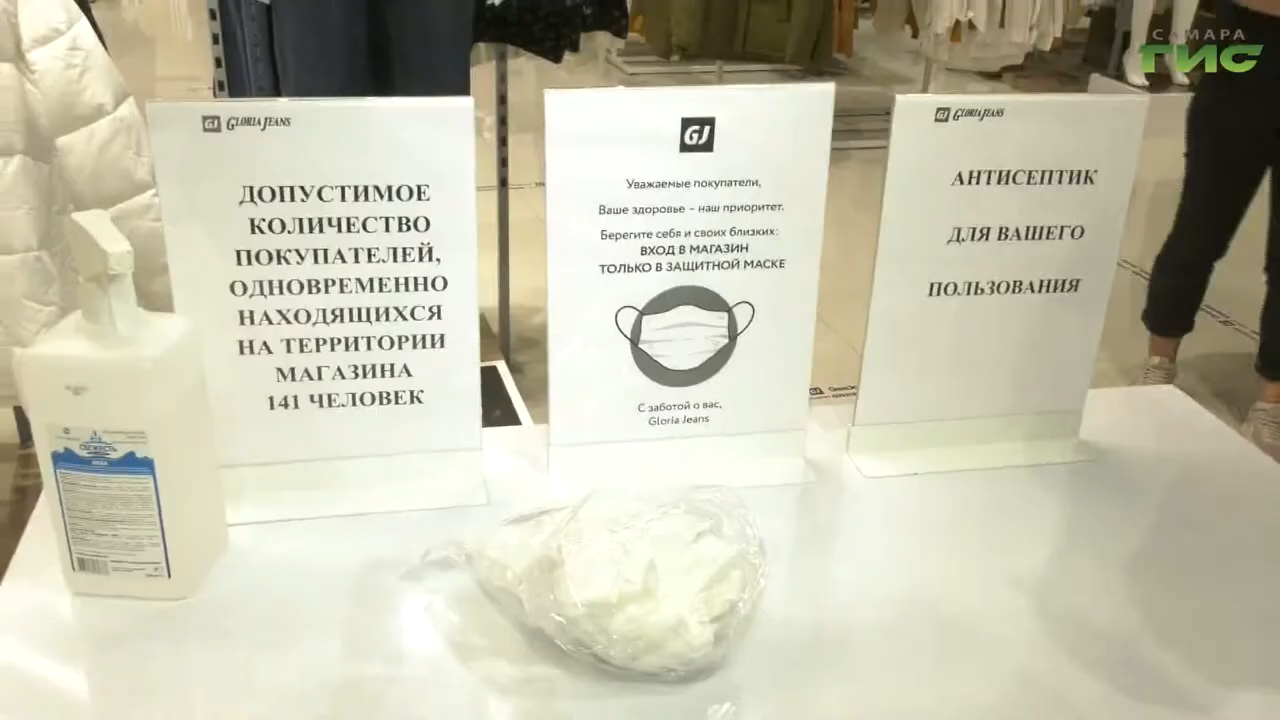 САМАРА
ГИС
GJ GLORIA JEANS
ДОПУСТИМОЕ
КОЛИЧЕСТВО
ПОКУПАТЕЛЕЙ,
ОДНОВРЕМЕННО
НАХОДЯЩИХСЯ
НА ТЕРРИТОРИИ
МАГАЗИНА
141 ЧЕЛОВЕК
GJ
Уважаемые покупатели,
Ваше здоровье – наш приоритет.
Берегите себя и своих близких:
ВХОД В МАГАЗИН
ТОЛЬКО В ЗАЩИТНОЙ МАСКЕ
С заботой о вас,
Gloria Jeans
GJ GLORIA JEANS
АНТИСЕПТИК
ДЛЯ ВАШЕГО
ПОЛЬЗОВАНИЯ
СВЕЖЕСТЬ